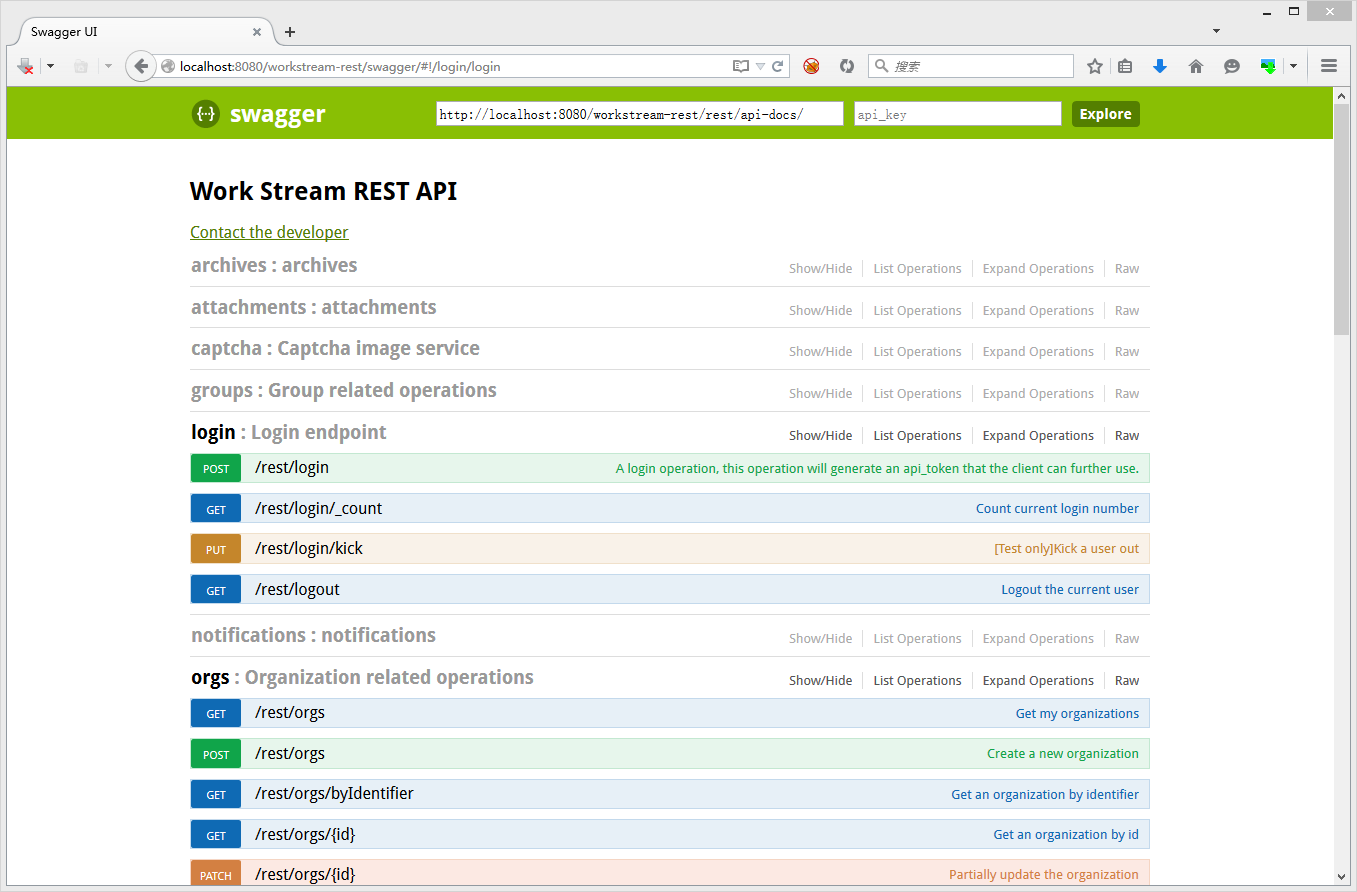 Swagger UI
localhost:8080/workstream-rest/swagger/#!/login/login
搜索
{··} swagger
http://localhost:8080/workstream-rest/rest/api-docs/
api_key
Explore
Work Stream REST API
Contact the developer
archives : archives Show/Hide List Operations Expand Operations Raw
attachments : attachments Show/Hide List Operations Expand Operations Raw
captcha : Captcha image service Show/Hide List Operations Expand Operations Raw
groups : Group related operations Show/Hide List Operations Expand Operations Raw
login : Login endpoint Show/Hide List Operations Expand Operations Raw
POST /rest/login A login operation, this operation will generate an api_token that the client can further use.
GET /rest/login/_count Count current login number
PUT /rest/login/kick [Test only]Kick a user out
GET /rest/logout Logout the current user
notifications : notifications Show/Hide List Operations Expand Operations Raw
orgs : Organization related operations Show/Hide List Operations Expand Operations Raw
GET /rest/orgs Get my organizations
POST /rest/orgs Create a new organization
GET /rest/orgs/byIdentifier Get an organization by identifier
GET /rest/orgs/{id} Get an organization by id
PATCH /rest/orgs/{id} Partially update the organization